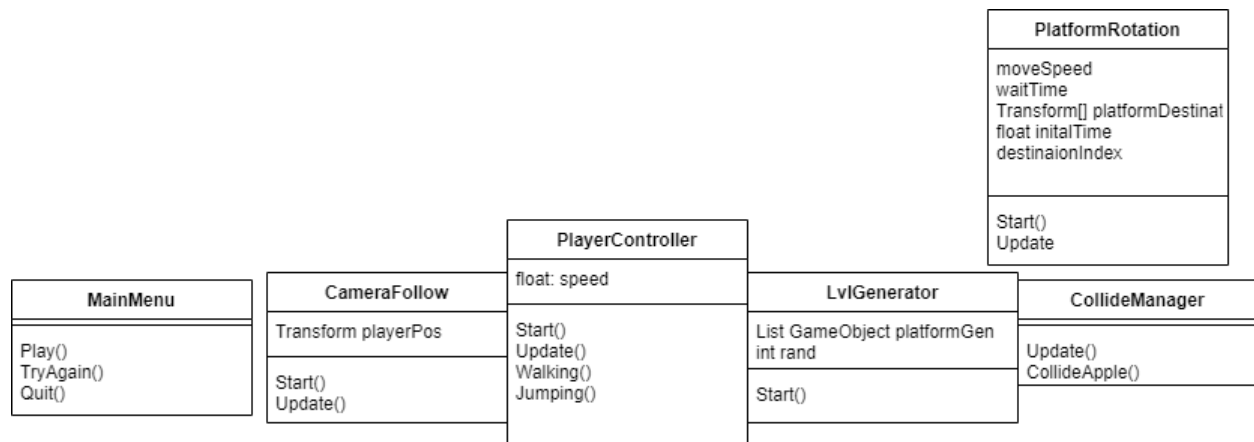 PlatformRotation
moveSpeed
waitTime
Transform[] platformDestinat
float initalTime
destinaionIndex
Start()
Update
MainMenu
Play()
TryAgain()
Quit()
CameraFollow
Transform playerPos
Start()
Update()
PlayerController
float: speed
Start()
Update()
Walking()
Jumping()
LvlGenerator
List GameObject platformGen
int rand
Start()
CollideManager
Update()
CollideApple()